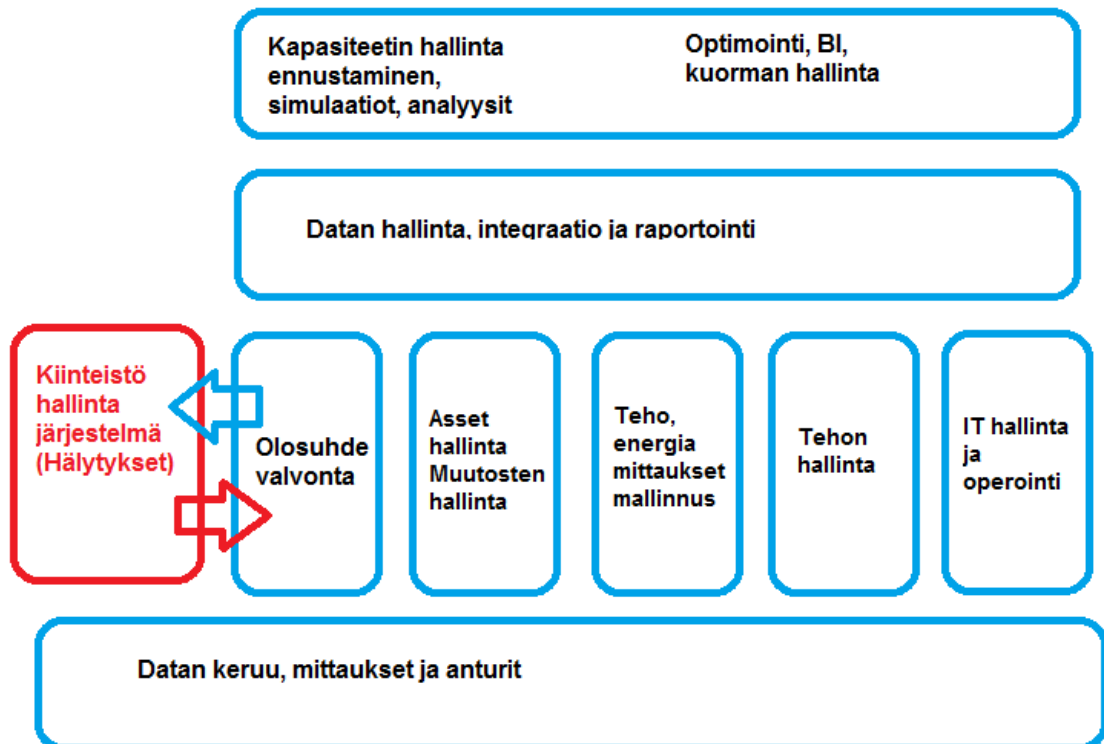 Kapasiteetin hallinta
ennustaminen,
simulaatiot, analyysit
Optimointi, BI,
kuorman hallinta
Datan hallinta, integraatio ja raportointi
Kiinteistö
hallinta
järjestelmä
(Hälytykset)
Olosuhde
valvonta
Asset
hallinta
Muutosten
hallinta
Teho,
energia
mittaukset
mallinnus
Tehon
hallinta
IT hallinta
ja
operointi
Datan keruu, mittaukset ja anturit